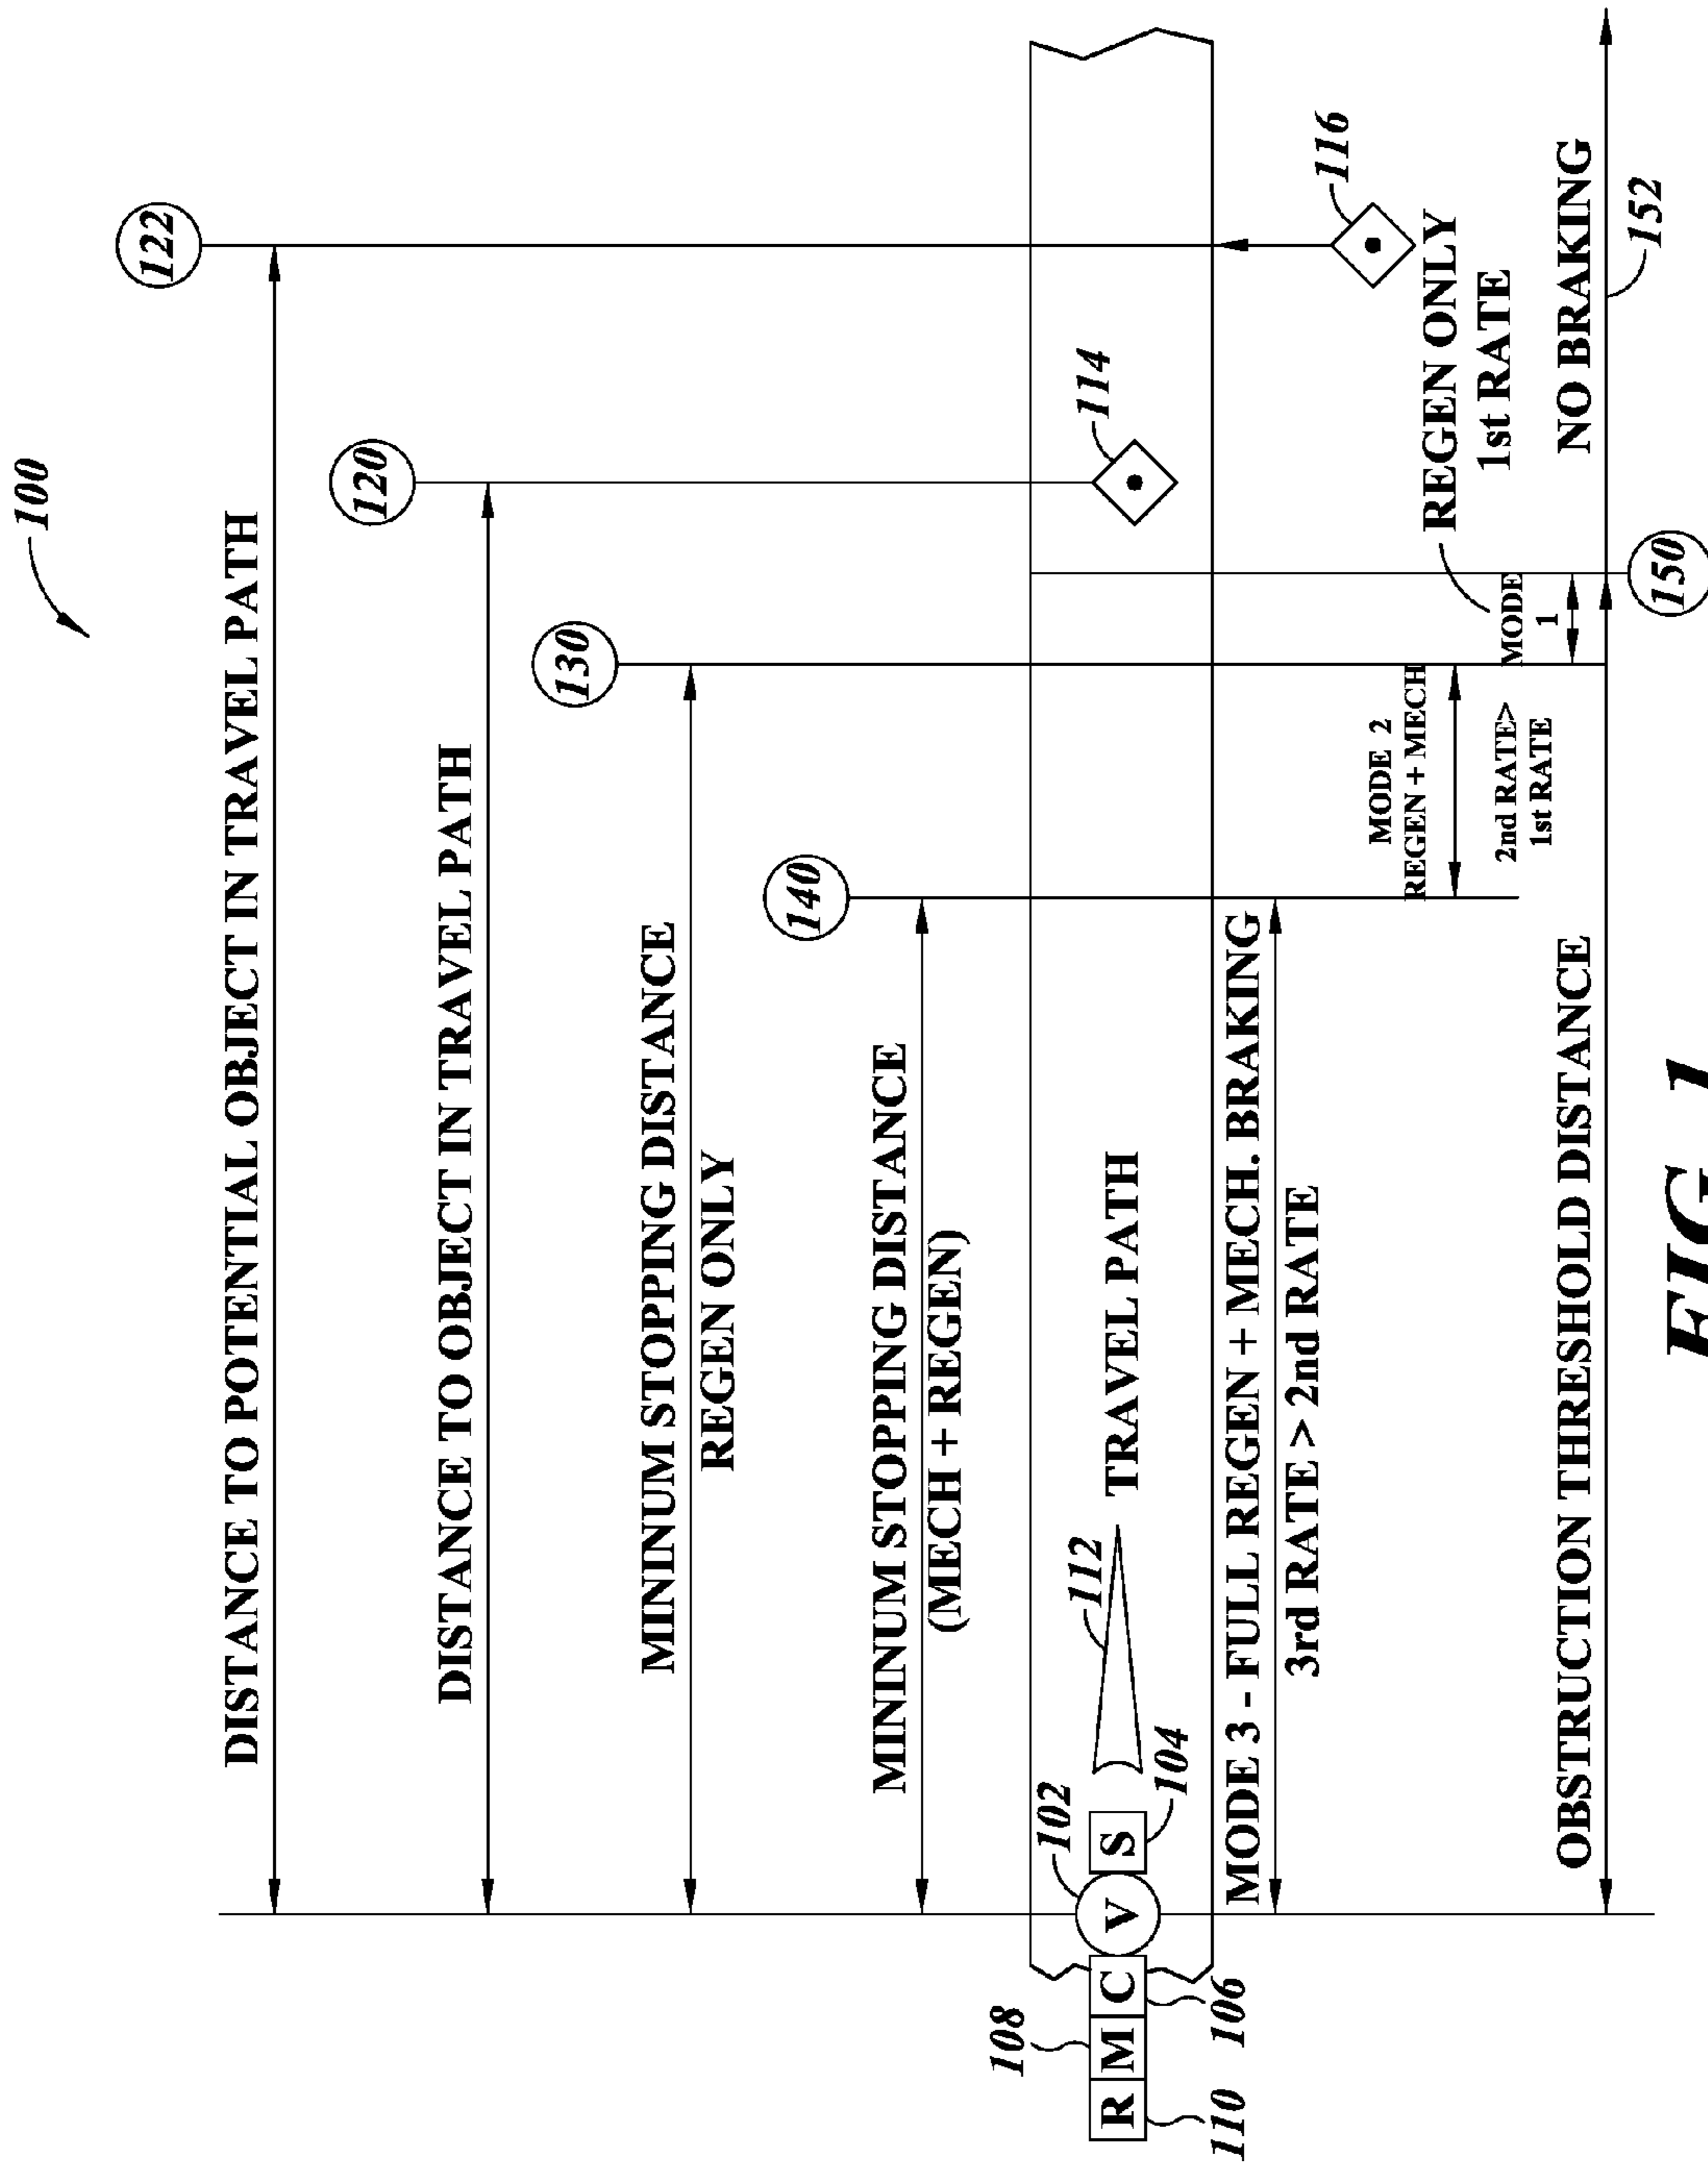 100
122
DISTANCE TO POTENTIAL OBJECT IN TRAVEL PATH
120
DISTANCE TO OBJECT IN TRAVEL PATH
130
MININUM STOPPING DISTANCE
REGEN ONLY
140
MININUM STOPPING DISTANCE
(MECH + REGEN)
108
R
M
C
V
S
110
106
102
104
112
TRAVEL PATH
114
116
MODE 3 - FULL REGEN + MECH. BRAKING
3rd RATE > 2nd RATE
MODE 2
REGEN + MECH
2nd RATE>
1st RATE
REGEN ONLY
1st RATE
MODE
1
OBSTRUCTION THRESHOLD DISTANCE
NO BRAKING
150
152
FIG. 1